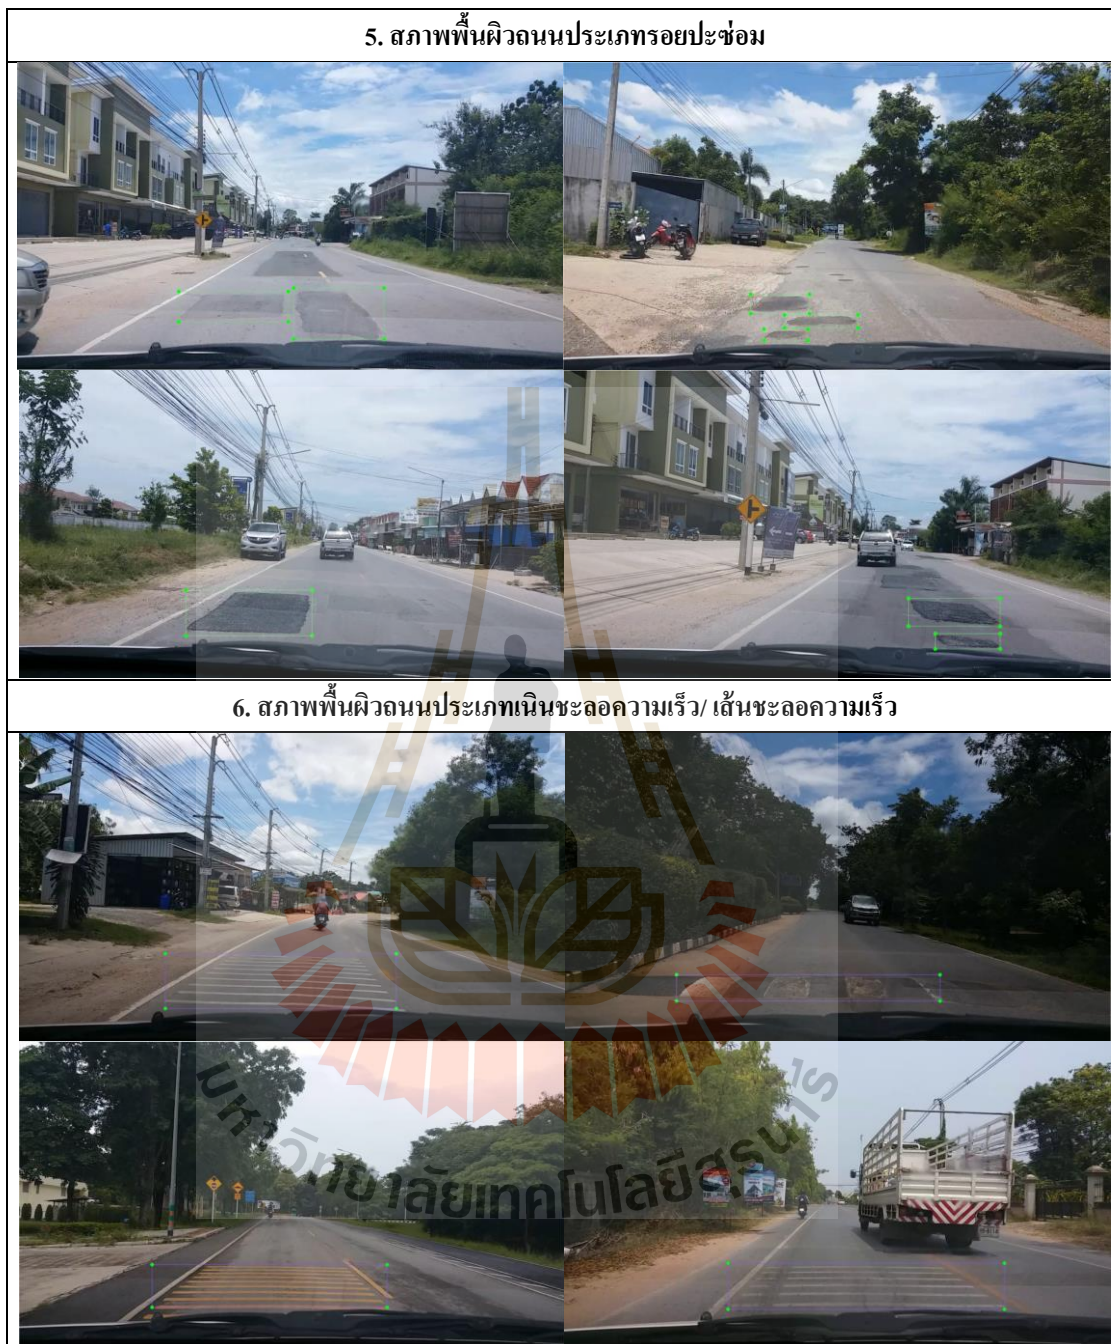 5. สภาพพื้นผิวถนนประเภทรอยปะซ่อม
6. สภาพพื้นผิวถนนประเภทเนินชะลอความเร็ว/ เส้นชะลอความเร็ว
มหาวิทยาลัยเทคโนโลยีสุรนารี